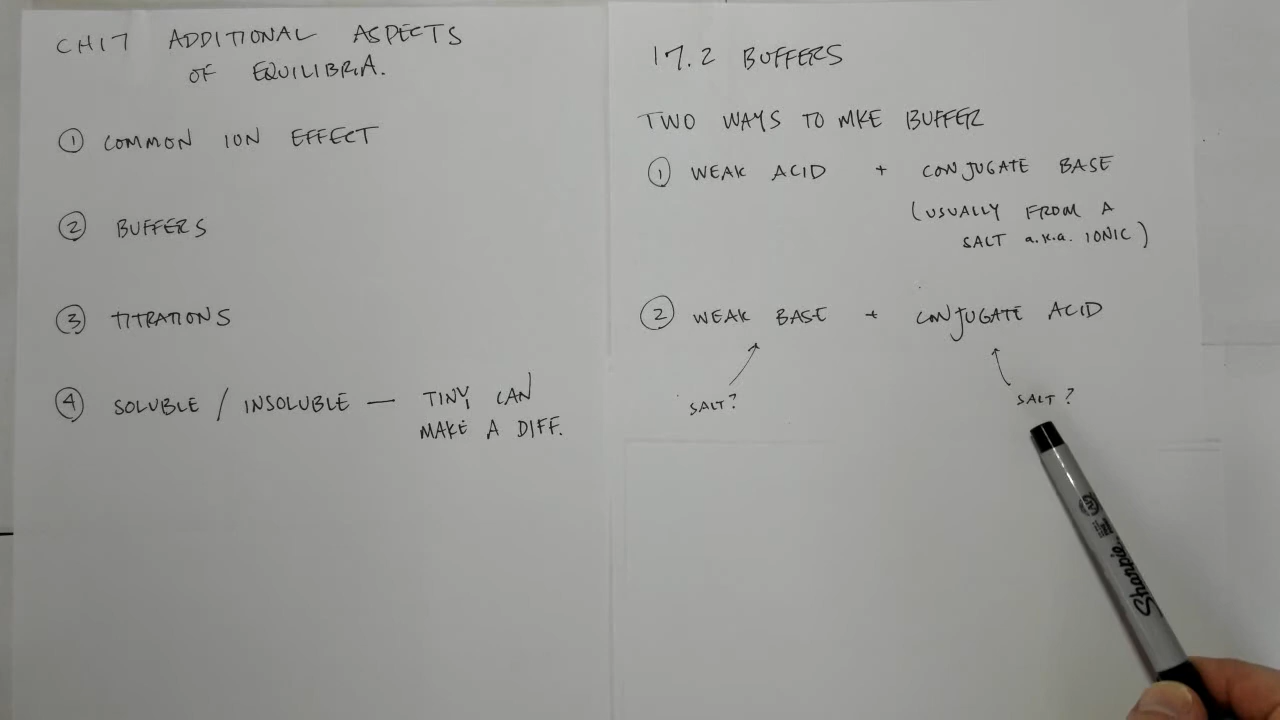 CH17 ADDITIONAL ASPECTS
OF EQUILIBRIA.
① COMMON ION EFFECT
② BUFFERS
③ TITRATIONS
④ SOLUBLE / INSOLUBLE — TINY CAN
MAKE A DIFF.
17.2 BUFFERS
TWO WAYS TO MKE BUFFER
① WEAK ACID + CONJUGATE BASE
(USUALLY FROM A
SALT a.k.a. IONIC)
② WEAK BASE + CONJUGATE ACID
SALT? SALT?
Sharpie